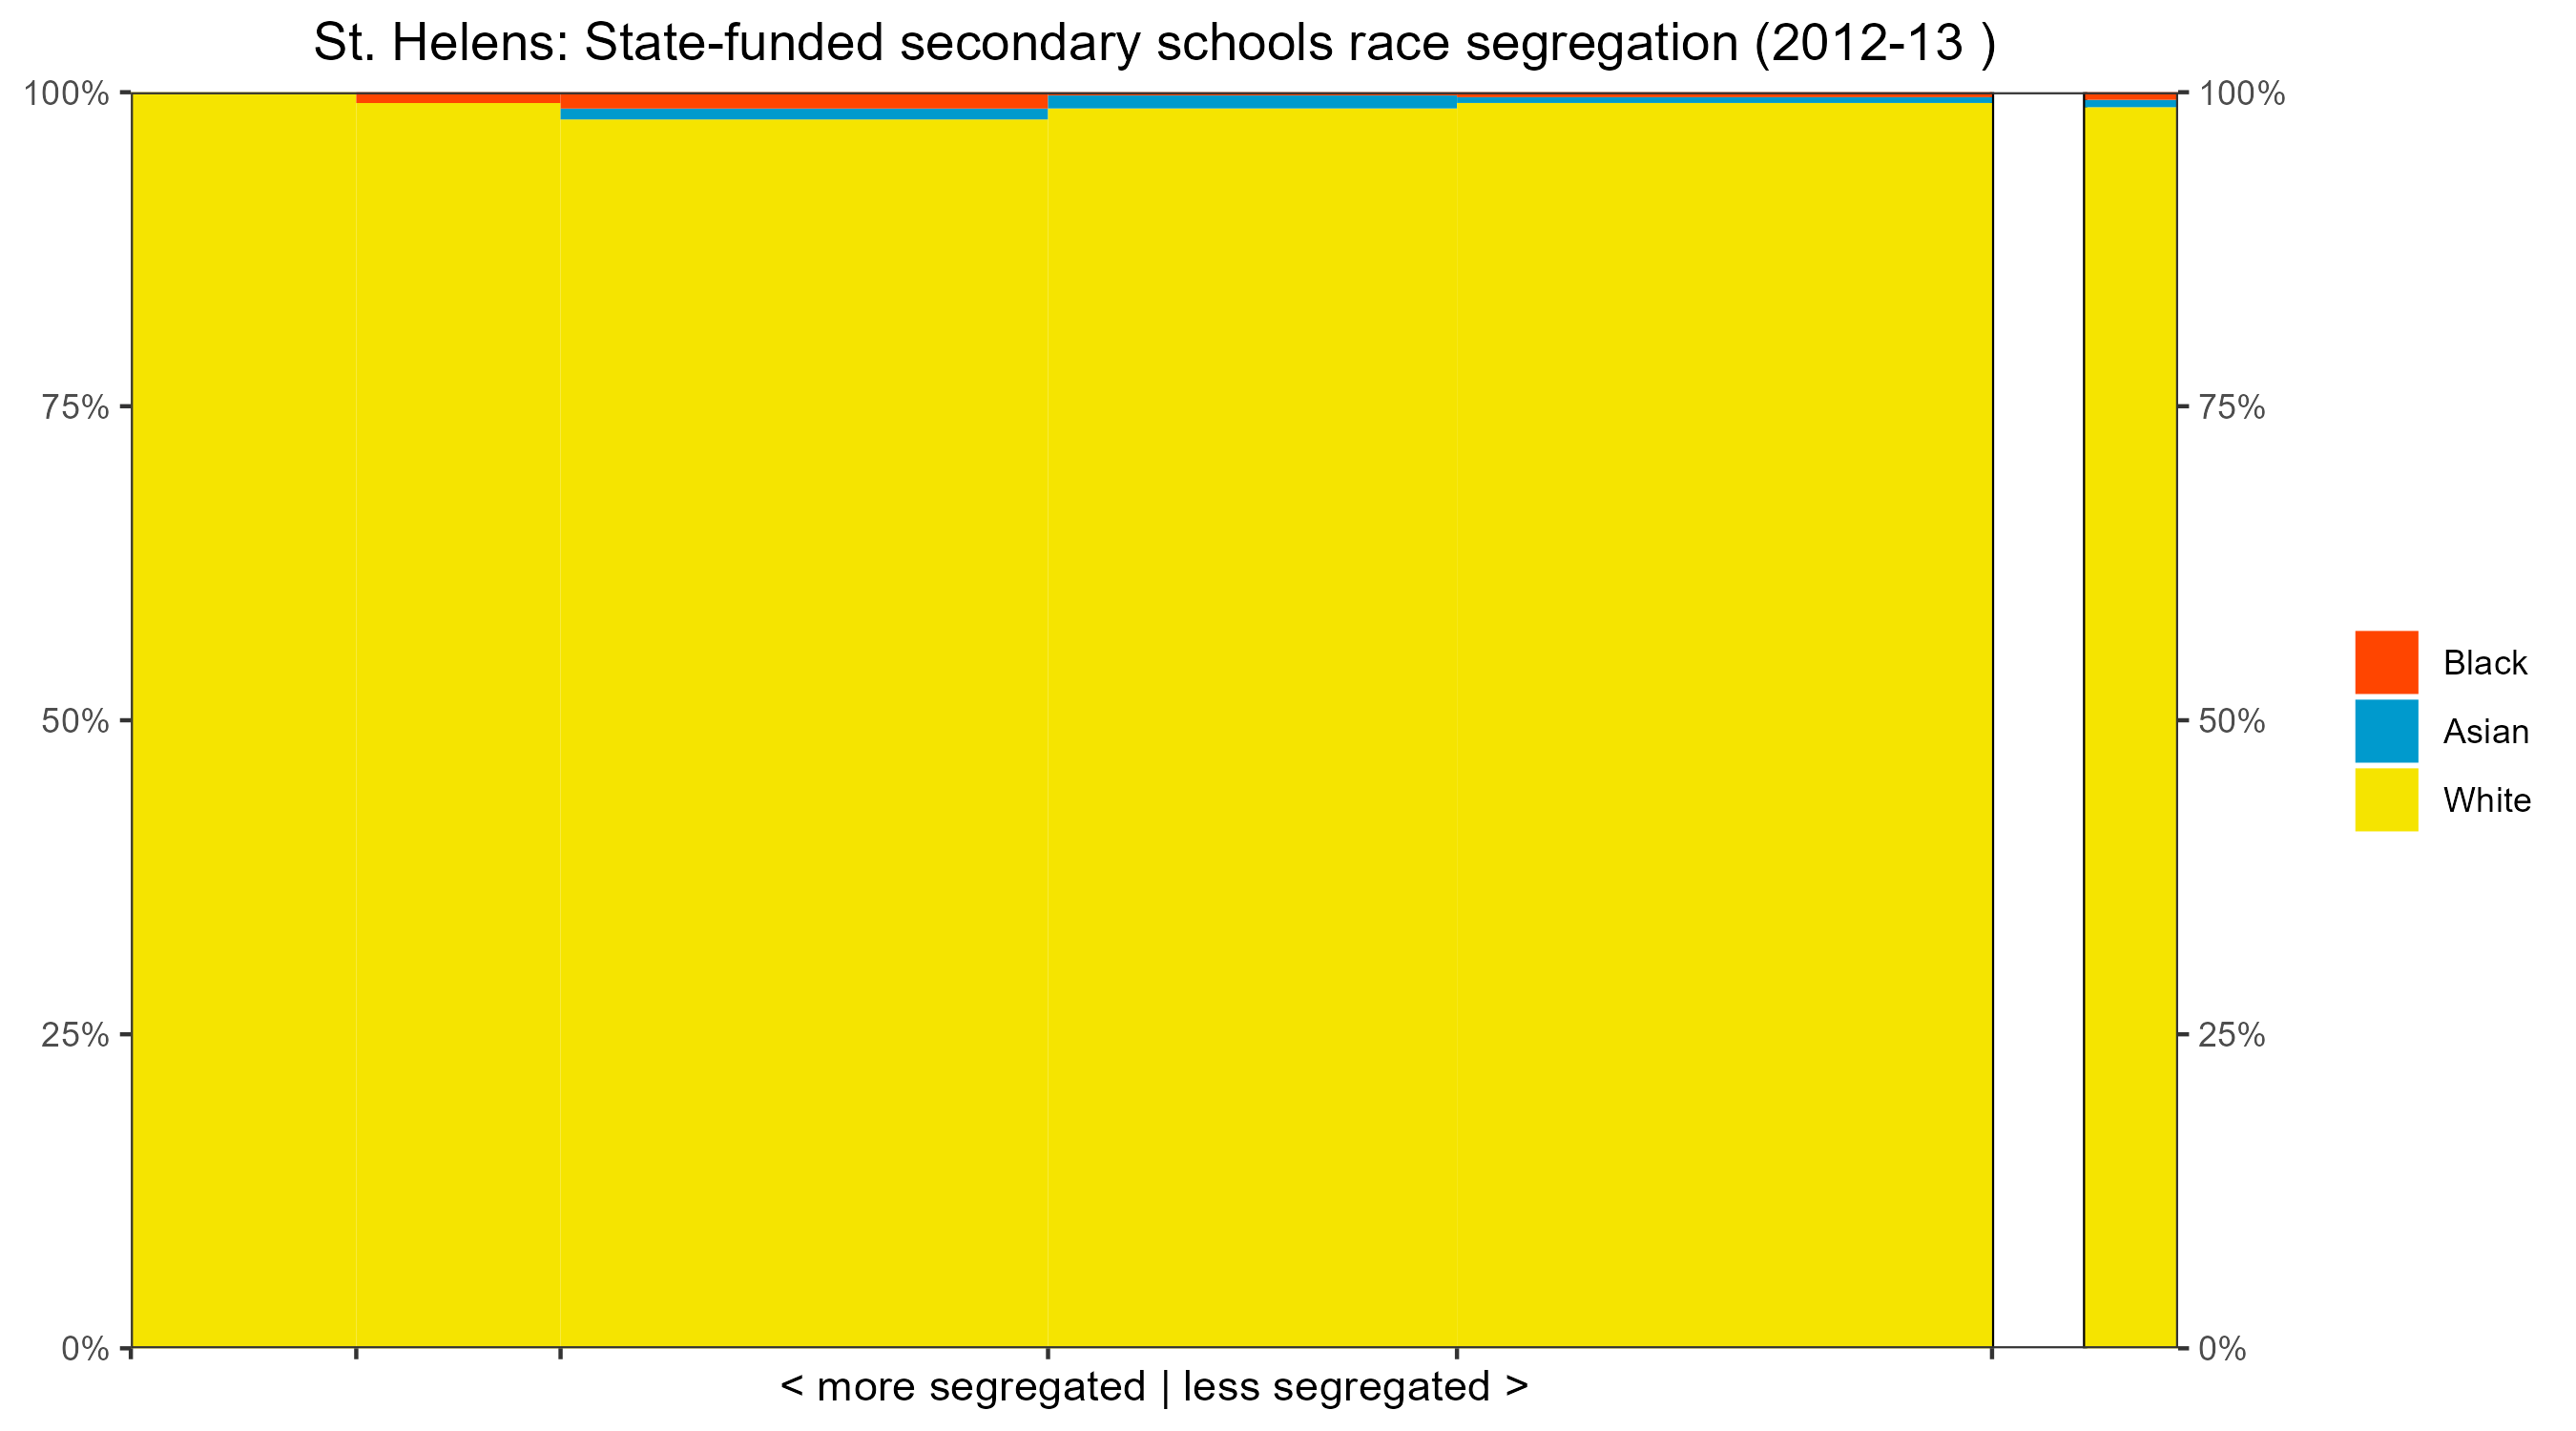 St. Helens: State-funded secondary schools race segregation (2012-13 )
100%
75%
50%
25%
0%
100%
75%
50%
25%
0%
Black
Asian
White
< more segregated | less segregated >